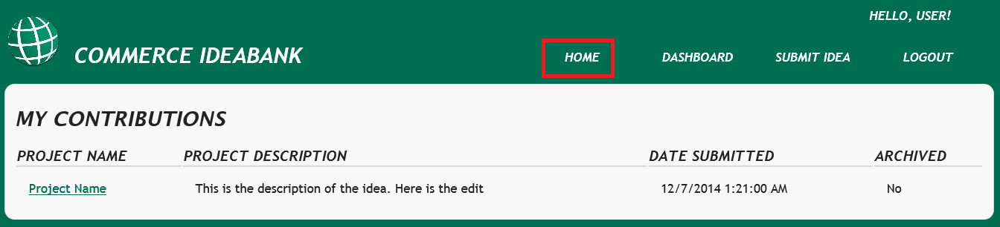 HELLO, USER!
COMMERCE IDEABANK HOME DASHBOARD SUBMIT IDEA LOGOUT
MY CONTRIBUTIONS
PROJECT NAME PROJECT DESCRIPTION DATE SUBMITTED ARCHIVED
Project Name This is the description of the idea. Here is the edit 12/7/2014 1:21:00 AM No